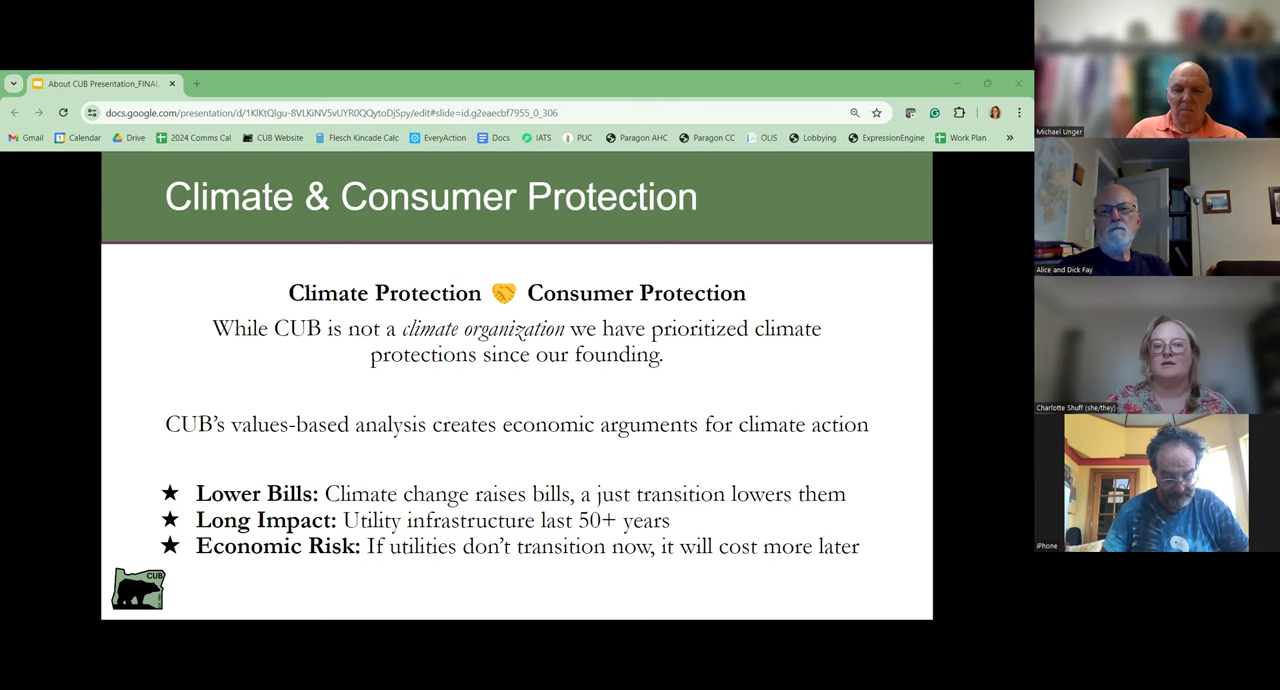 About CUB Presentation_FINAL
docs.google.com/presentation/d/1KlKtQlgu-8VLKiNV5vUYR0QQytoDjSpy/edit#slide=id.g2eaecbf7955_0_306
Gmail Calendar Drive 2024 Comms Cal CUB Website Flesch Kincade Calc EveryAction Docs IATS PUC Paragon AHC Paragon CC OLIS Lobbying ExpressionEngine Work Plan
Climate & Consumer Protection
Climate Protection 🤝 Consumer Protection
While CUB is not a climate organization we have prioritized climate
protections since our founding.
CUB's values-based analysis creates economic arguments for climate action
★ Lower Bills: Climate change raises bills, a just transition lowers them
★ Long Impact: Utility infrastructure last 50+ years
★ Economic Risk: If utilities don't transition now, it will cost more later
CUB
Michael Unger
Alice and Dick Fay
Charlotte Shuff (she/they)
iPhone